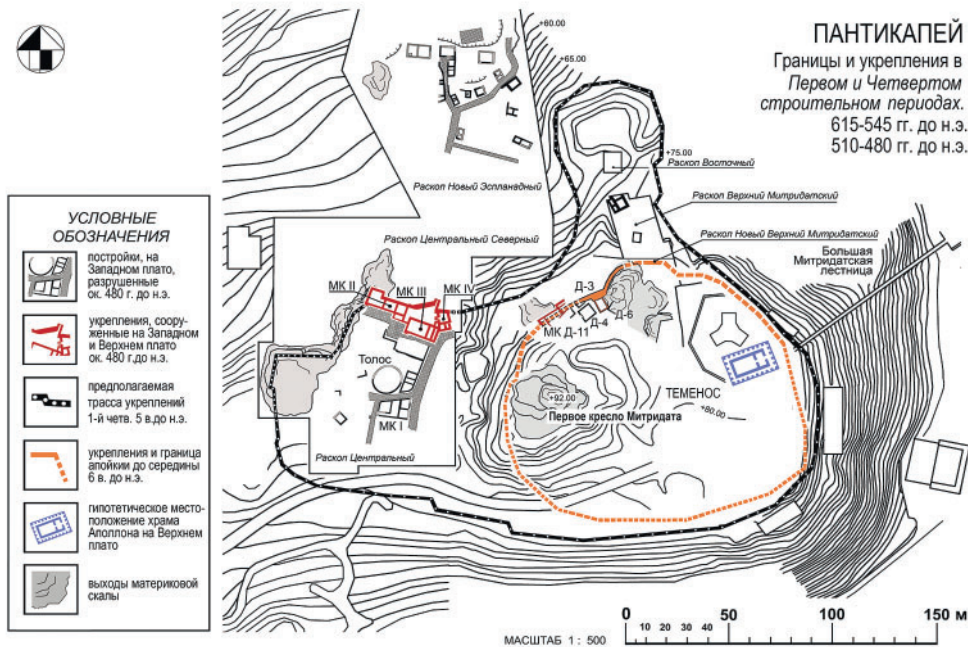 ПАНТИКАПЕЙ
Границы и укрепления в
Первом и Четвертом
строительном периодах.
615-545 гг. до н.э.
510-480 гг. до н.э.
+60.00
+65.00
+75.00
Раскоп Восточный
Раскоп Новый Эспланадный
Раскоп Верхний Митридатский
Раскоп Новый Верхний Митридатский
Раскоп Центральный Северный
Большая
Митридатская
лестница
МК II
МК III
МК IV
Д-3
Д-4
Д-6
МК Д-11
Толос
МК I
ТЕМЕНОС
+80.00
+92.00
Первое кресло Митридата
Раскоп Центральный
УСЛОВНЫЕ
ОБОЗНАЧЕНИЯ
постройки, на
Западном плато,
разрушенные
ок. 480 г. до н.э.
укрепления, соору-
женные на Западном
и Верхнем плато
ок. 480 г.до н.э.
предполагаемая
трасса укреплений
1-й четв. 5 в.до н.э.
укрепления и граница
апойкии до середины
6 в. до н.э.
гипотетическое место-
положение храма
Аполлона на Верхнем
плато
выходы материковой
скалы
0 50 100 150 м
10 20 30 40
МАСШТАБ 1 : 500